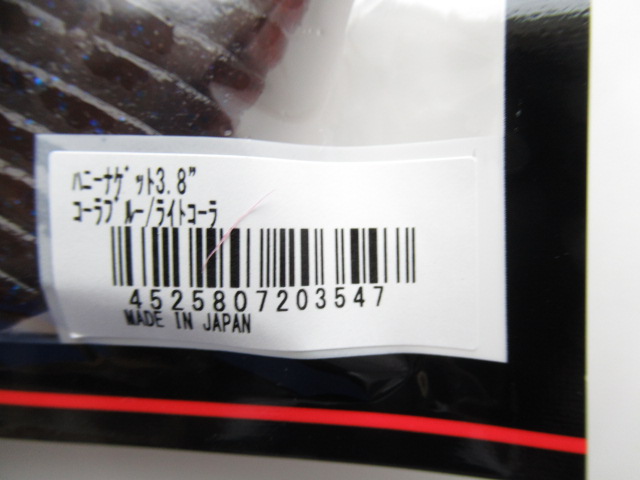 ﾊﾆｰﾅｹﾞｯﾄ3.8”
ｺｰﾗﾌﾞﾙｰ/ﾗｲﾄｺｰﾗ
4525807203547
MADE IN JAPAN